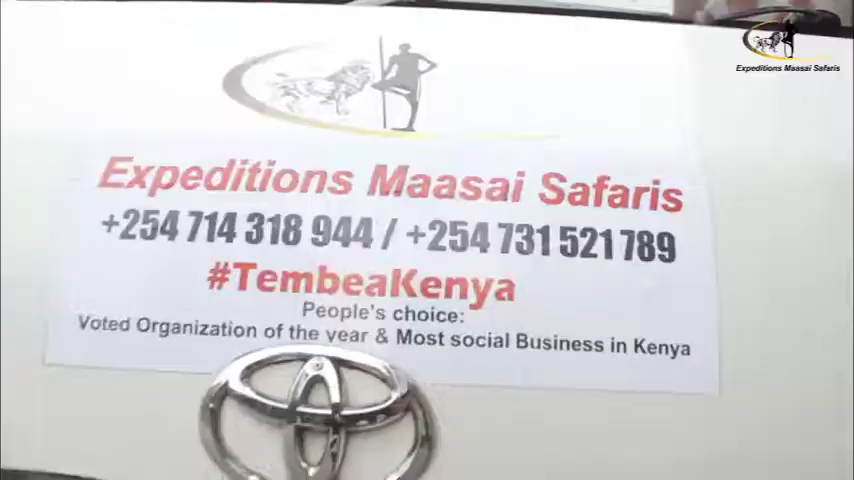 Expeditions Maasai Safaris
Expeditions Maasai Safaris
+254 714 318 944 / +254 731 521 789
#TembeaKenya
People's choice:
Voted Organization of the year & Most social Business in Kenya